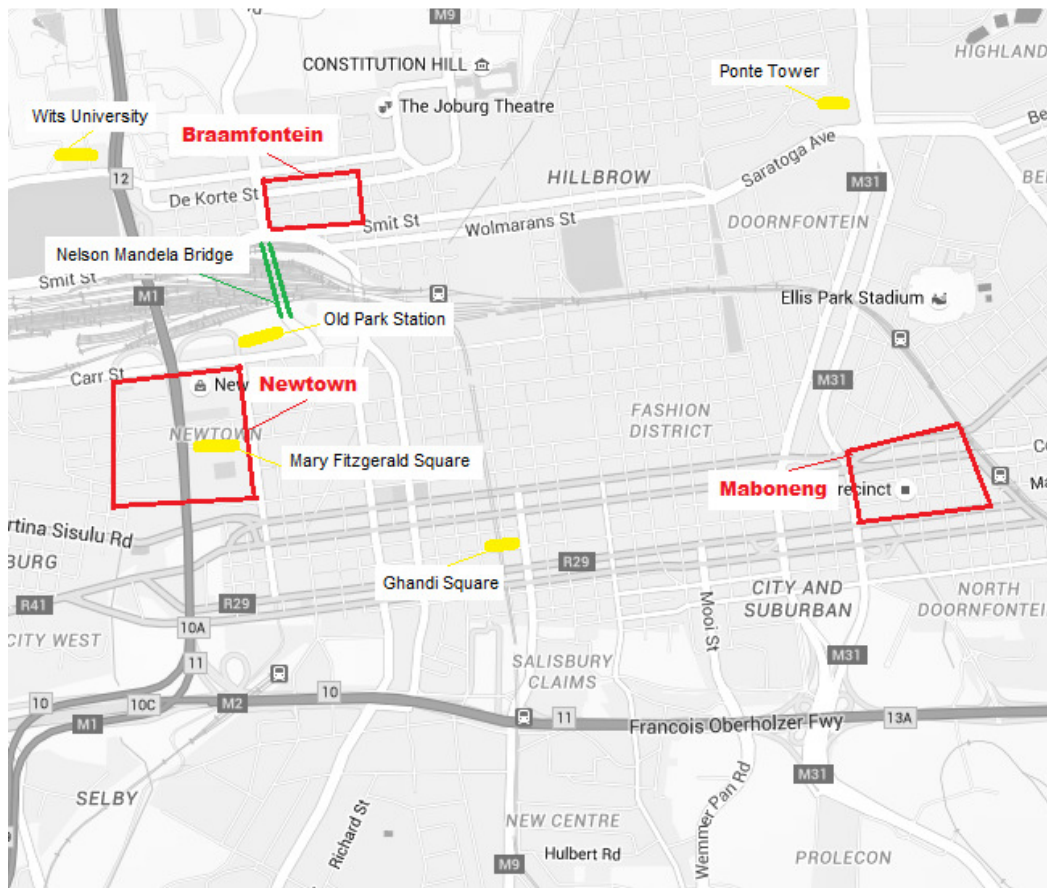 M9
HIGHLAND
CONSTITUTION HILL
Ponte Tower
The Joburg Theatre
Wits University
Braamfontein
Be
Saratoga Ave
12
De Korte St
HILLBROW
M31
BE
Smit St
Wolmarans St
DOORNFONTEIN
Nelson Mandela Bridge
Smit St
M1
Ellis Park Stadium
Old Park Station
Carr St
New
Newtown
M31
NEWTOWN
FASHION
DISTRICT
Mary Fitzgerald Square
Maboneng
recinct
Ma
rtina Sisulu Rd
BURG
R29
Ghandi Square
R41
R29
CITY AND
SUBURBAN
NORTH
DOORNFONTEI
Mooi St
10A
CITY WEST
11
SALISBURY
CLAIMS
M31
10
10C
M2
10
11
M1
Francois Oberholzer Fwy
13A
M31
SELBY
Richard St
NEW CENTRE
Wemmer Pan Rd
Hulbert Rd
PROLECON
M9